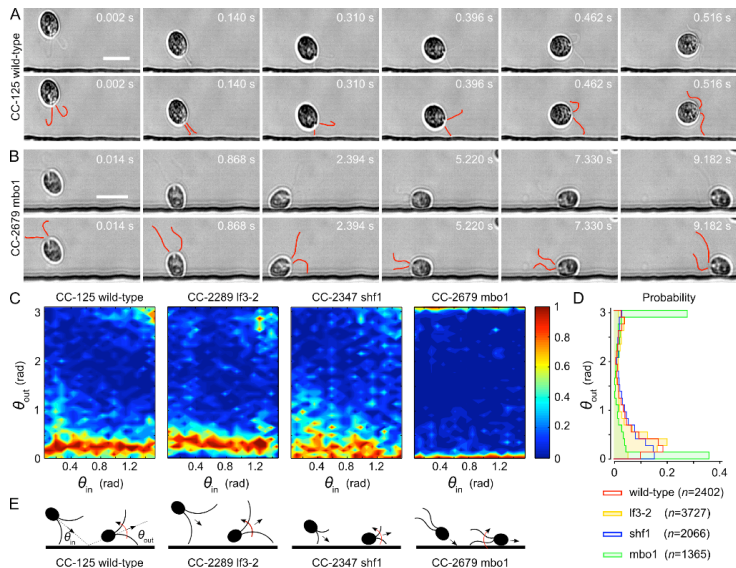 A
CC-125 wild-type
0.002 s 0.140 s 0.310 s 0.396 s 0.462 s 0.516 s
0.002 s 0.140 s 0.310 s 0.396 s 0.462 s 0.516 s
B
CC-2679 mbo1
0.014 s 0.868 s 2.394 s 5.220 s 7.330 s 9.182 s
0.014 s 0.868 s 2.394 s 5.220 s 7.330 s 9.182 s
C
CC-125 wild-type CC-2289 lf3-2 CC-2347 shf1 CC-2679 mbo1
θout (rad)
3
2
1
0
0.4 0.8 1.2 0.4 0.8 1.2 0.4 0.8 1.2 0.4 0.8 1.2
θin (rad) θin (rad) θin (rad) θin (rad)
1
0.8
0.6
0.4
0.2
0
D
Probability
θout (rad)
3
2
1
0
0 0.2 0.4
wild-type (n=2402)
lf3-2 (n=3727)
shf1 (n=2066)
mbo1 (n=1365)
E
θin θout
CC-125 wild-type CC-2289 lf3-2 CC-2347 shf1 CC-2679 mbo1